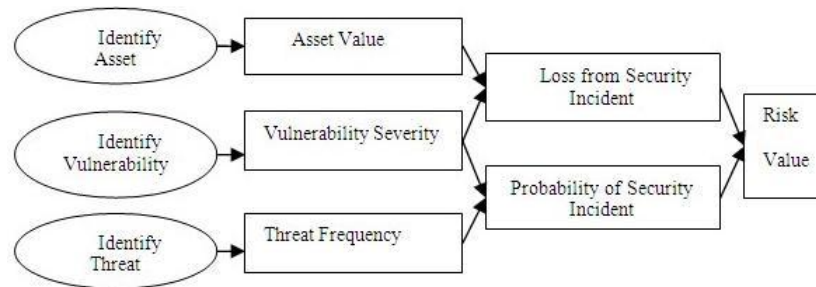 Identify
Asset
Asset Value
Loss from Security
Incident
Identify
Vulnerability
Vulnerability Severity
Risk
Value
Probability of Security
Incident
Identify
Threat
Threat Frequency